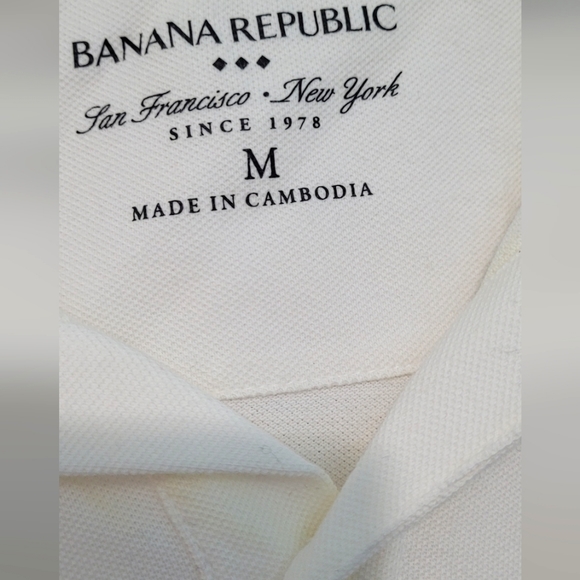 BANANA REPUBLIC
San Francisco • New York
SINCE 1978
M
MADE IN CAMBODIA